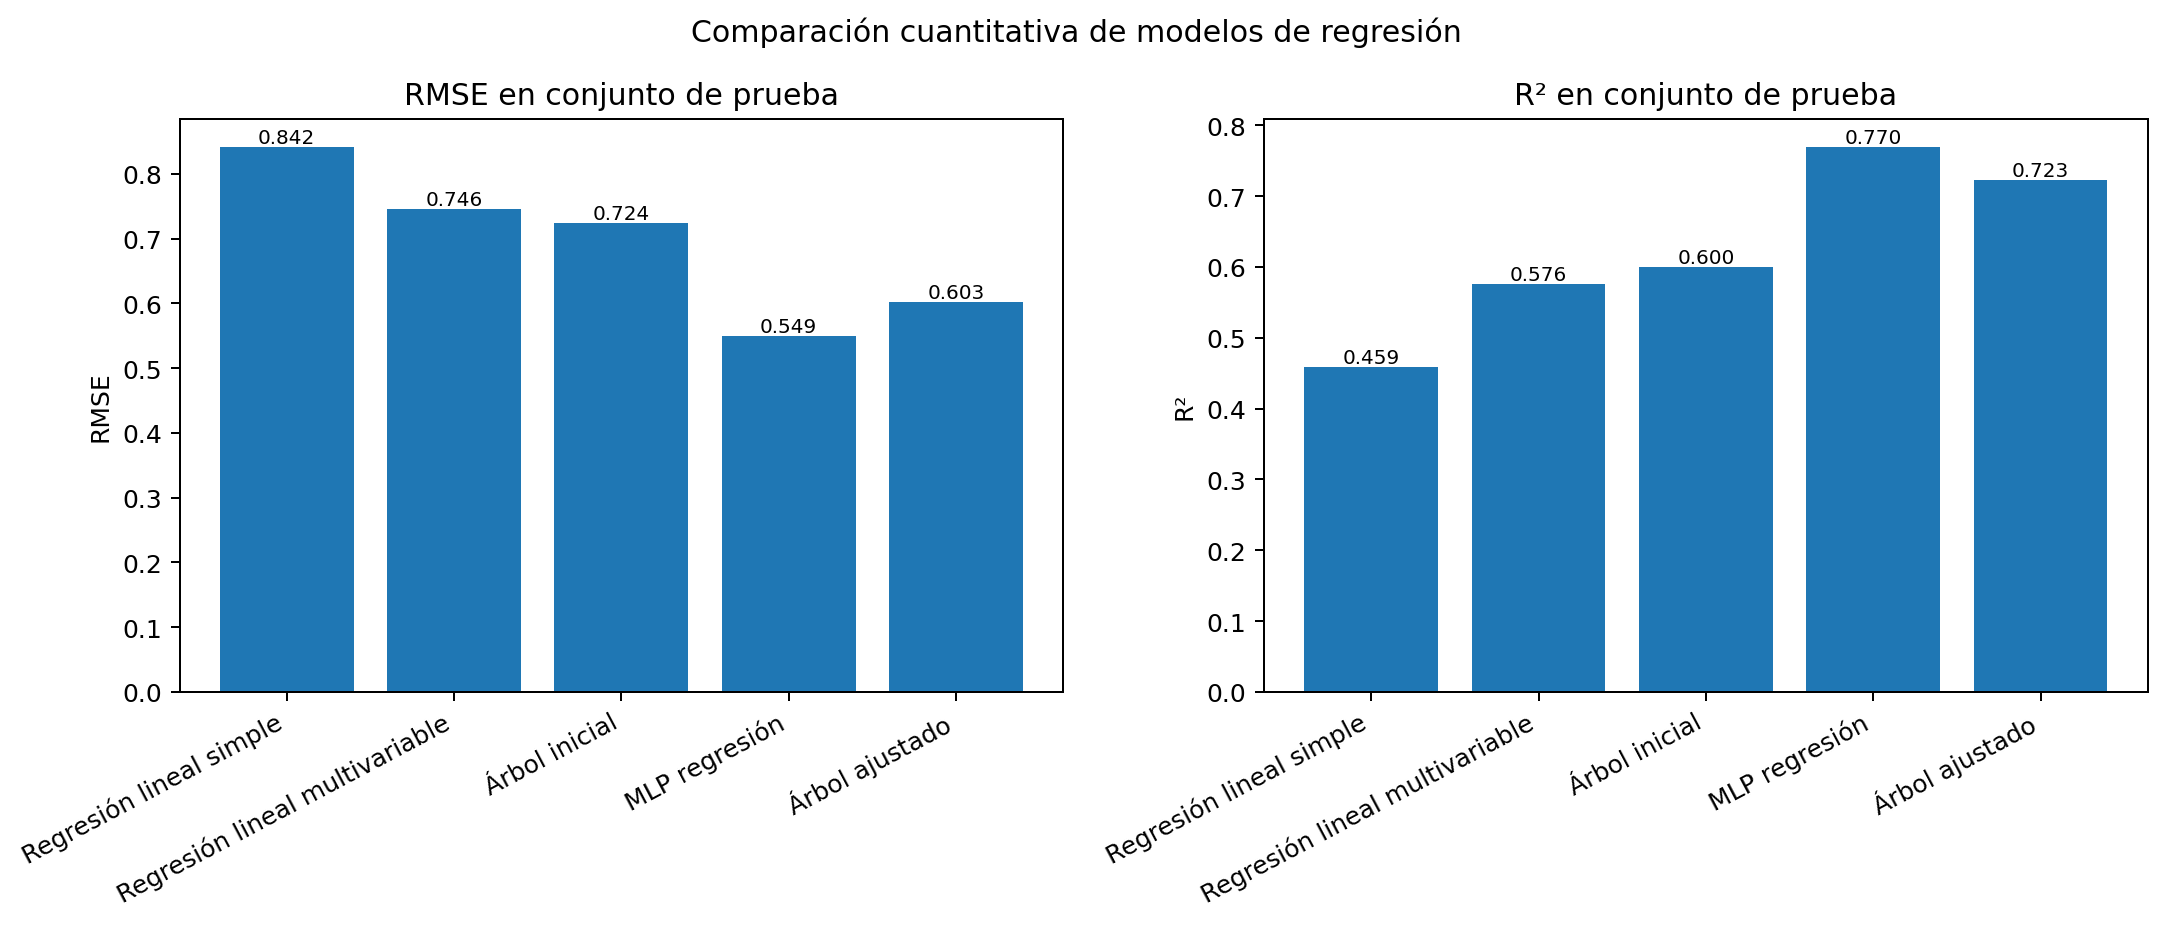 Comparación cuantitativa de modelos de regresión
RMSE en conjunto de prueba
RMSE
0.8
0.7
0.6
0.5
0.4
0.3
0.2
0.1
0.0
0.842
0.746
0.724
0.549
0.603
Regresión lineal simple
Regresión lineal multivariable
Árbol inicial
MLP regresión
Árbol ajustado
R² en conjunto de prueba
R²
0.8
0.7
0.6
0.5
0.4
0.3
0.2
0.1
0.0
0.459
0.576
0.600
0.770
0.723
Regresión lineal simple
Regresión lineal multivariable
Árbol inicial
MLP regresión
Árbol ajustado